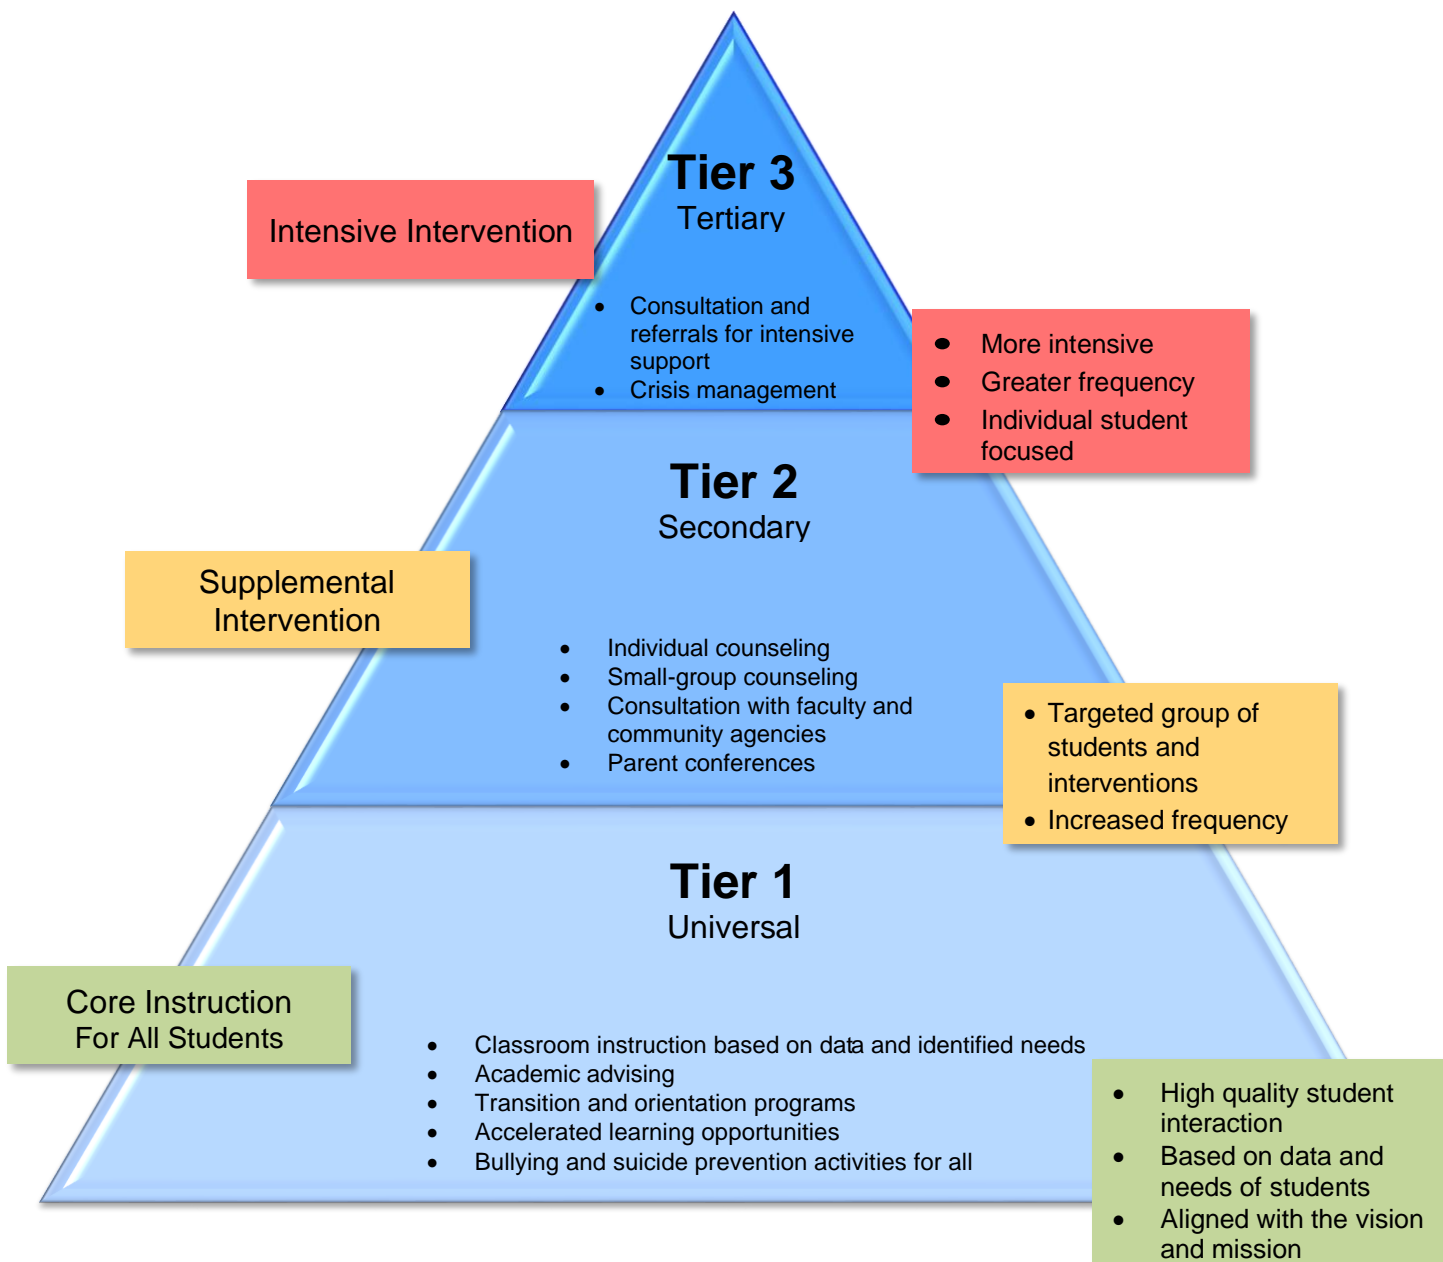 Tier 3
Tertiary
Intensive Intervention
• Consultation and
referrals for intensive
support
• Crisis management
• More intensive
• Greater frequency
• Individual student
focused
Tier 2
Secondary
Supplemental
Intervention
• Individual counseling
• Small-group counseling
• Consultation with faculty and
community agencies
• Parent conferences
• Targeted group of
students and
interventions
• Increased frequency
Tier 1
Universal
Core Instruction
For All Students
• Classroom instruction based on data and identified needs
• Academic advising
• Transition and orientation programs
• Accelerated learning opportunities
• Bullying and suicide prevention activities for all
• High quality student
interaction
• Based on data and
needs of students
• Aligned with the vision
and mission